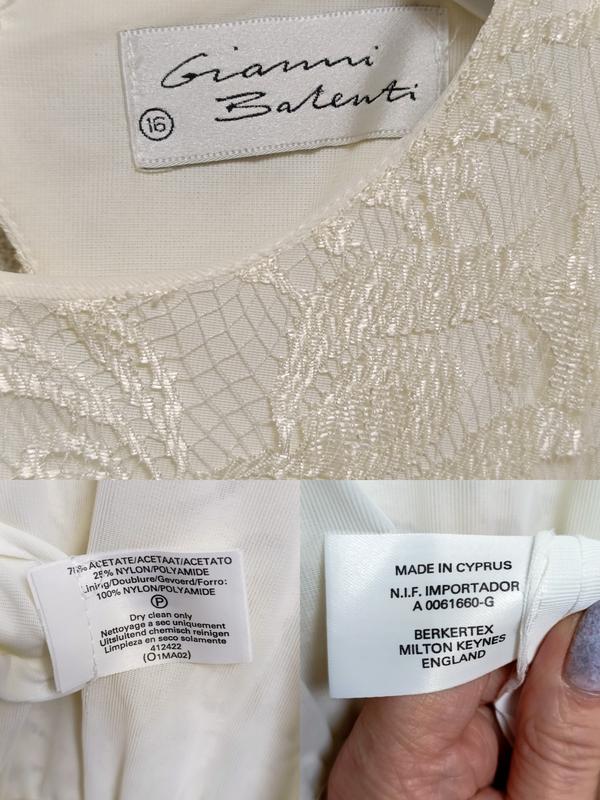 Gianni
Balenti
16
75% ACETATE/ACETAAT/ACETATO
25% NYLON/POLYAMIDE
Lining/Doublure/Gevoerd/Forro:
100% NYLON/POLYAMIDE
P
Dry clean only
Nettoyage a sec uniquement
Uitsluitend chemisch reinigen
Limpieza en seco solamente
412422
(O1MA02)
MADE IN CYPRUS
N.I.F. IMPORTADOR
A 0061660-G
BERKERTEX
MILTON KEYNES
ENGLAND